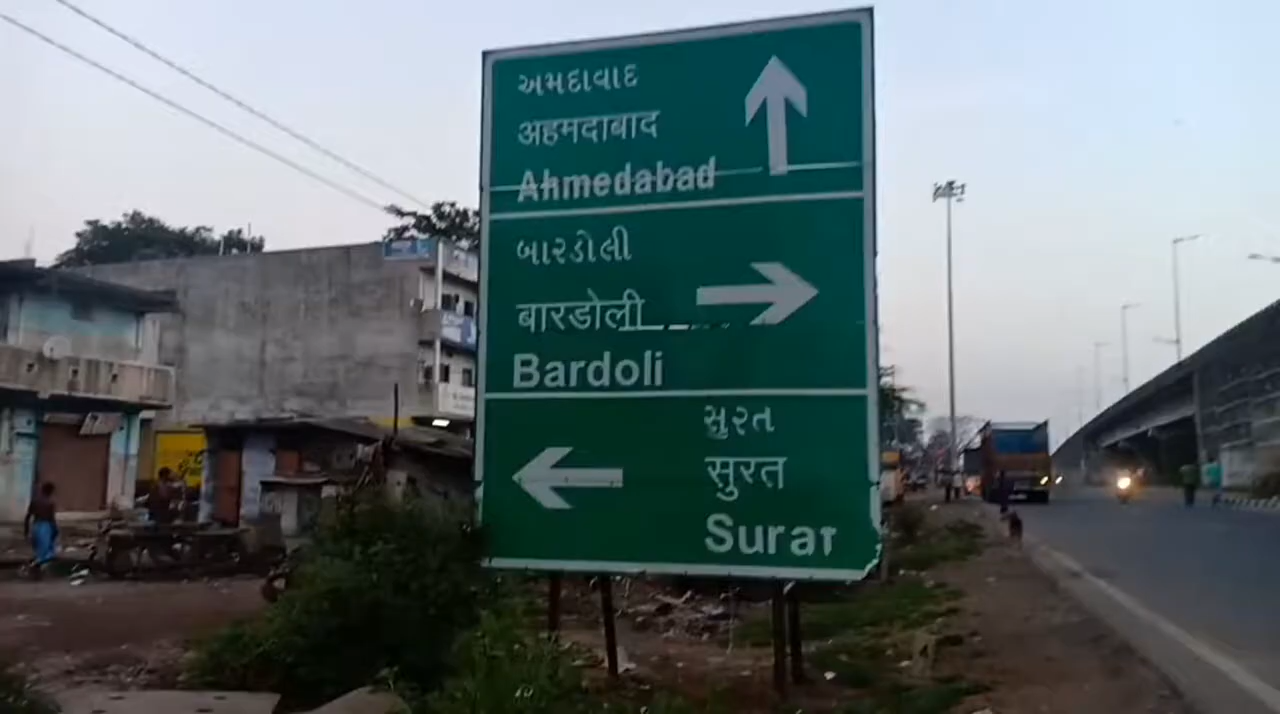 અમદાવાદ
अहमदाबाद
Ahmedabad
બારડોલી
बारडोली
Bardoli
સુરત
सुरत
Surat